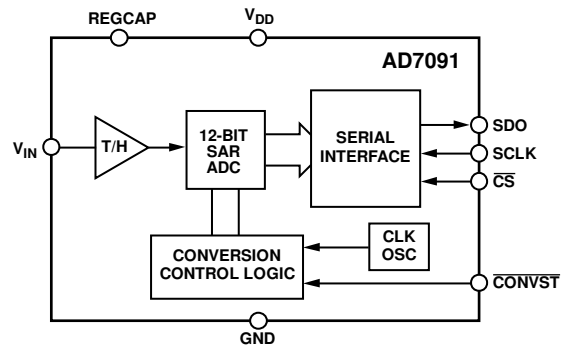 REGCAP
VDD
AD7091
VIN
T/H
12-BIT
SAR
ADC
SERIAL
INTERFACE
SDO
SCLK
CS
CLK
OSC
CONVERSION
CONTROL LOGIC
CONVST
GND